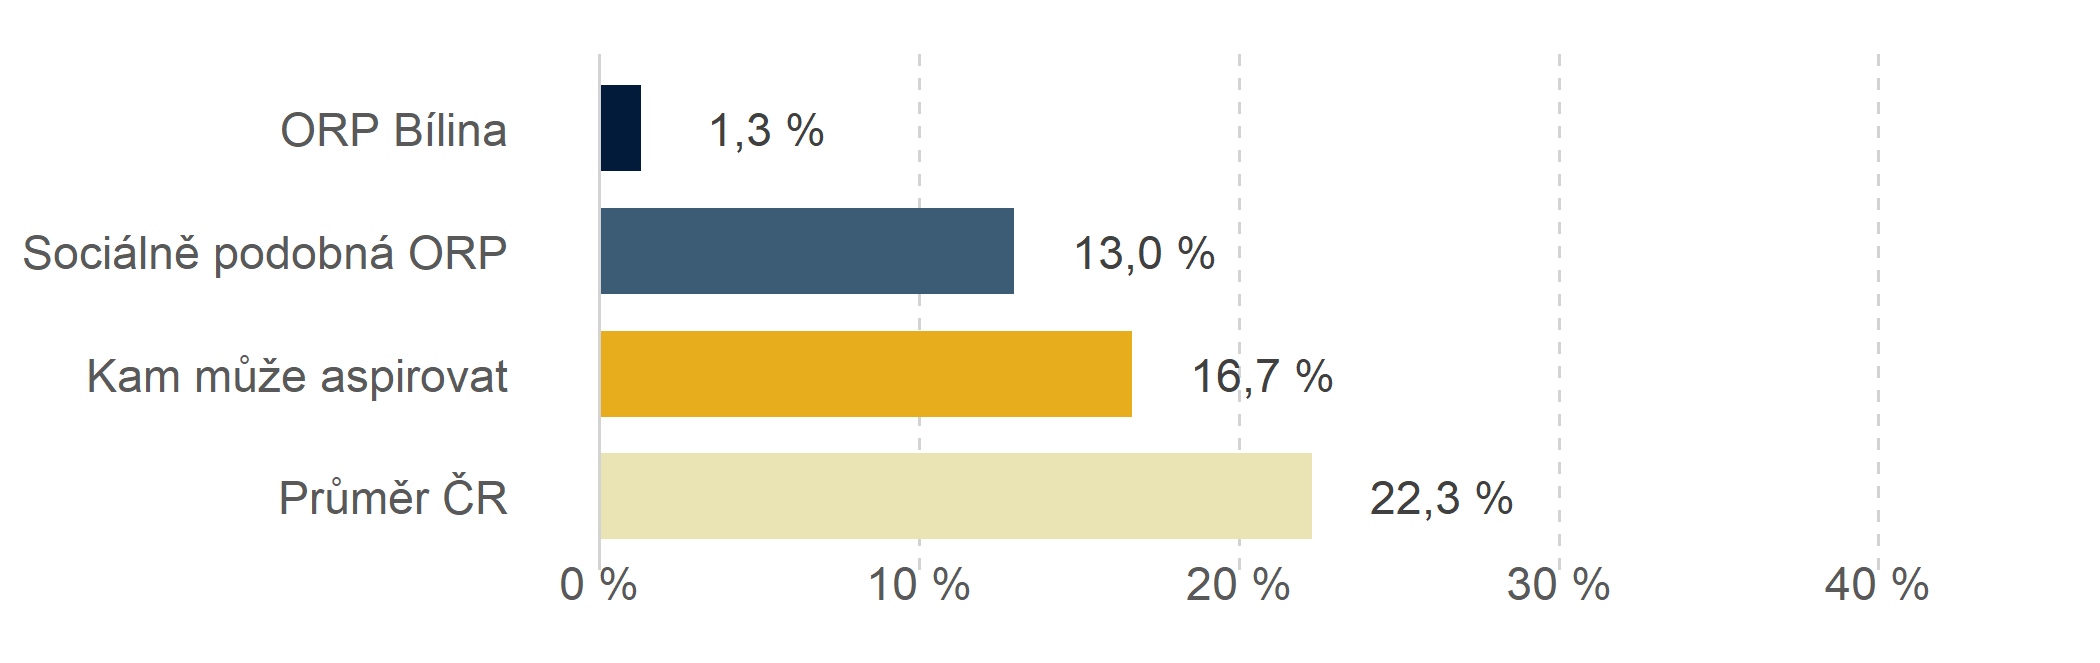 ORP Bílina 1,3 %
Sociálně podobná ORP 13,0 %
Kam může aspirovat 16,7 %
Průměr ČR 22,3 %
0 % 10 % 20 % 30 % 40 %